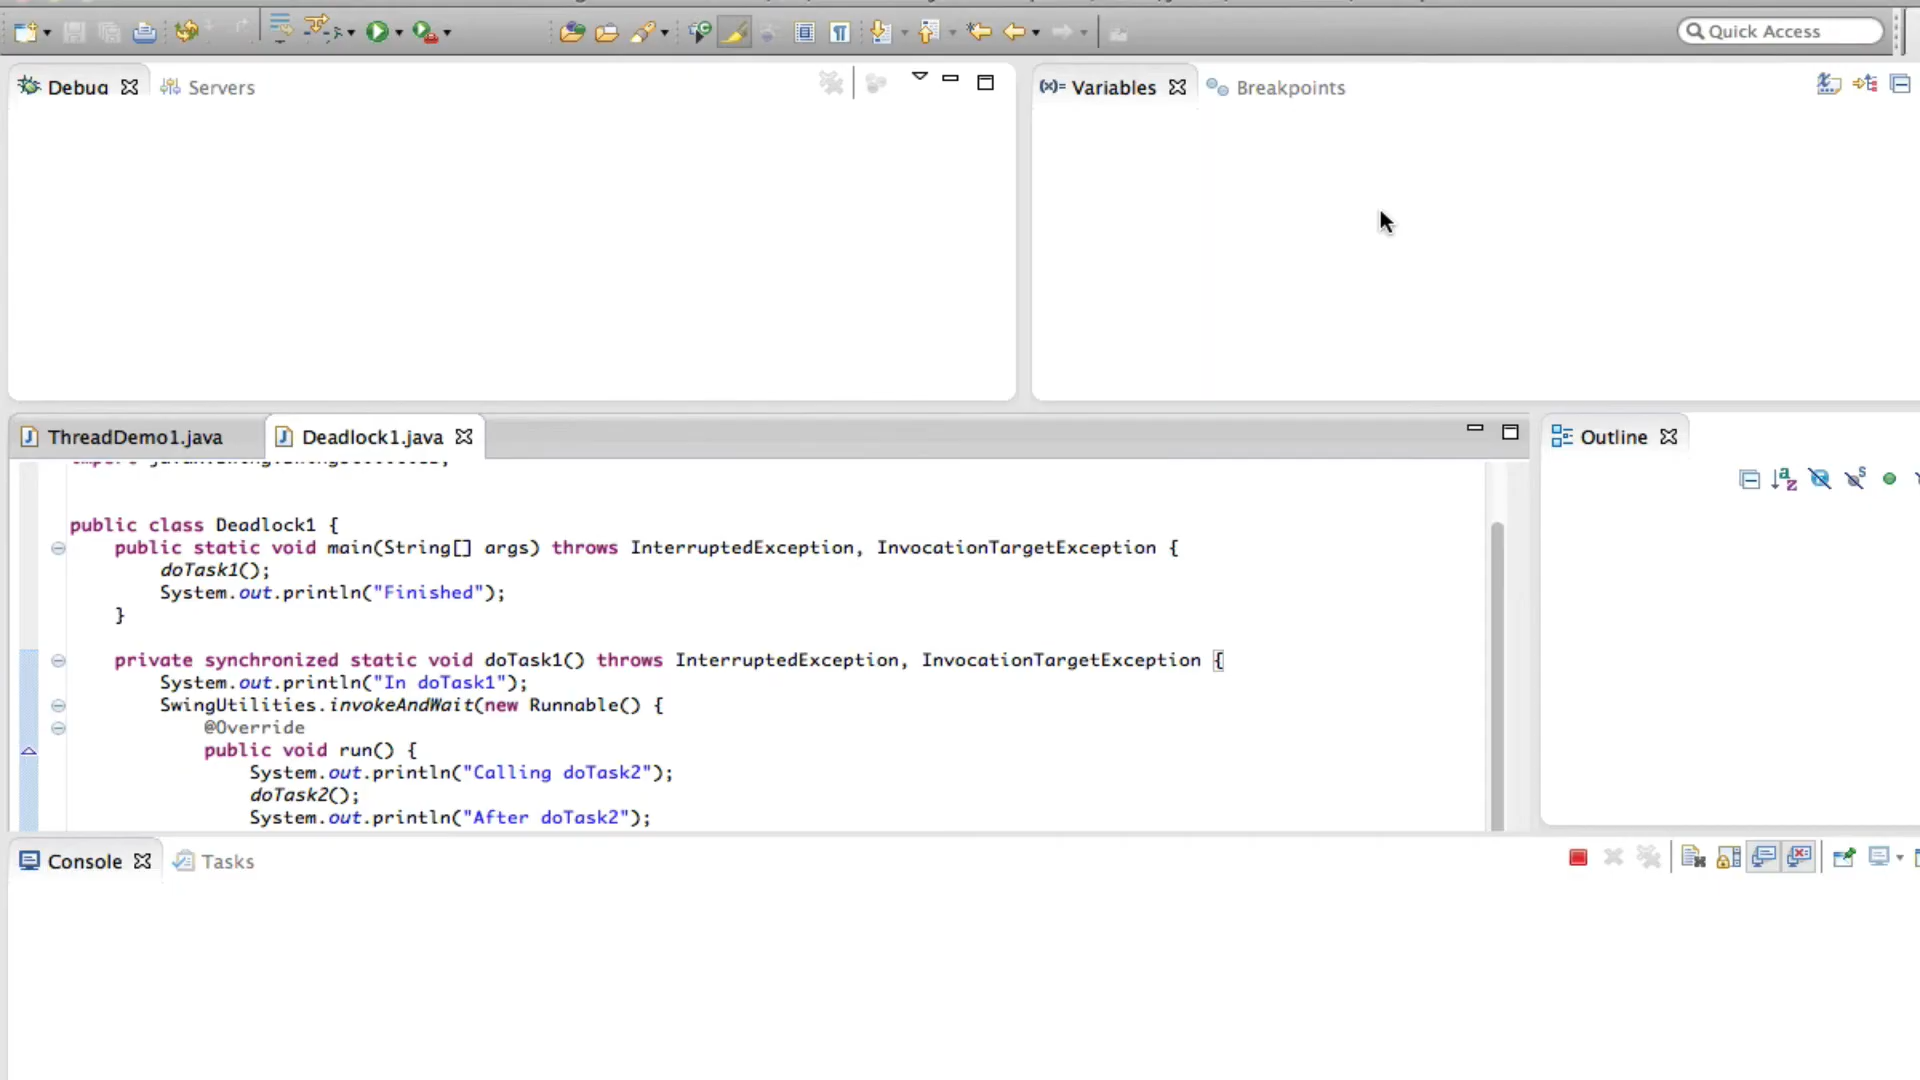 Quick Access
Debug
Servers
Variables
Breakpoints
ThreadDemo1.java
Deadlock1.java
Outline
public class Deadlock1 {
public static void main(String[] args) throws InterruptedException, InvocationTargetException {
doTask1();
System.out.println("Finished");
}
private synchronized static void doTask1() throws InterruptedException, InvocationTargetException {
System.out.println("In doTask1");
SwingUtilities.invokeAndWait(new Runnable() {
@Override
public void run() {
System.out.println("Calling doTask2");
doTask2();
System.out.println("After doTask2");
Console
Tasks